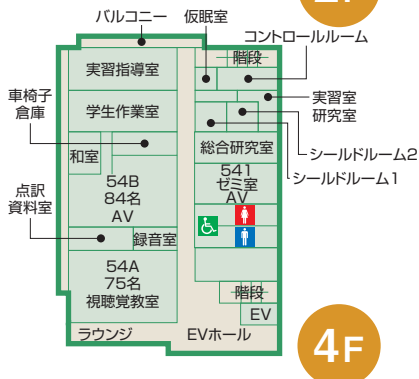 バルコニー
仮眠室
コントロールルーム
実習指導室
階段
車椅子
倉庫
学生作業室
実習室
研究室
和室
総合研究室
シールドルーム2
シールドルーム1
54B
84名
AV
541
ゼミ室
AV
点訳
資料室
録音室
54A
75名
視聴覚教室
階段
EV
ラウンジ
EVホール
4F